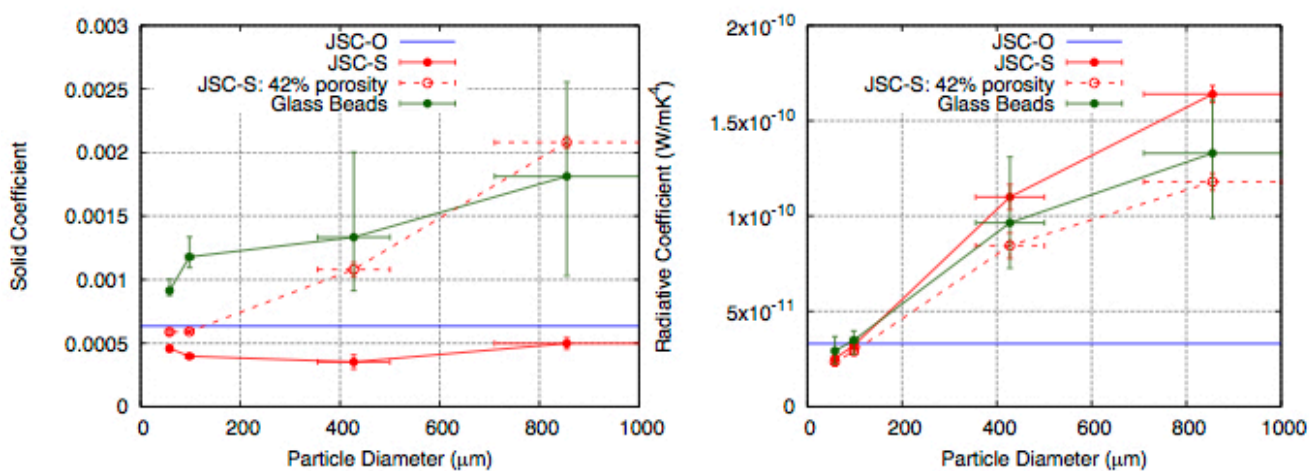 Solid Coefficient
0.003
0.0025
0.002
0.0015
0.001
0.0005
0
JSC-O
JSC-S
JSC-S: 42% porosity
Glass Beads
0 200 400 600 800 1000
Particle Diameter (μm)
Radiative Coefficient (W/mK⁴)
2x10⁻¹⁰
1.5x10⁻¹⁰
1x10⁻¹⁰
5x10⁻¹¹
0
JSC-O
JSC-S
JSC-S: 42% porosity
Glass Beads
0 200 400 600 800 1000
Particle Diameter (μm)